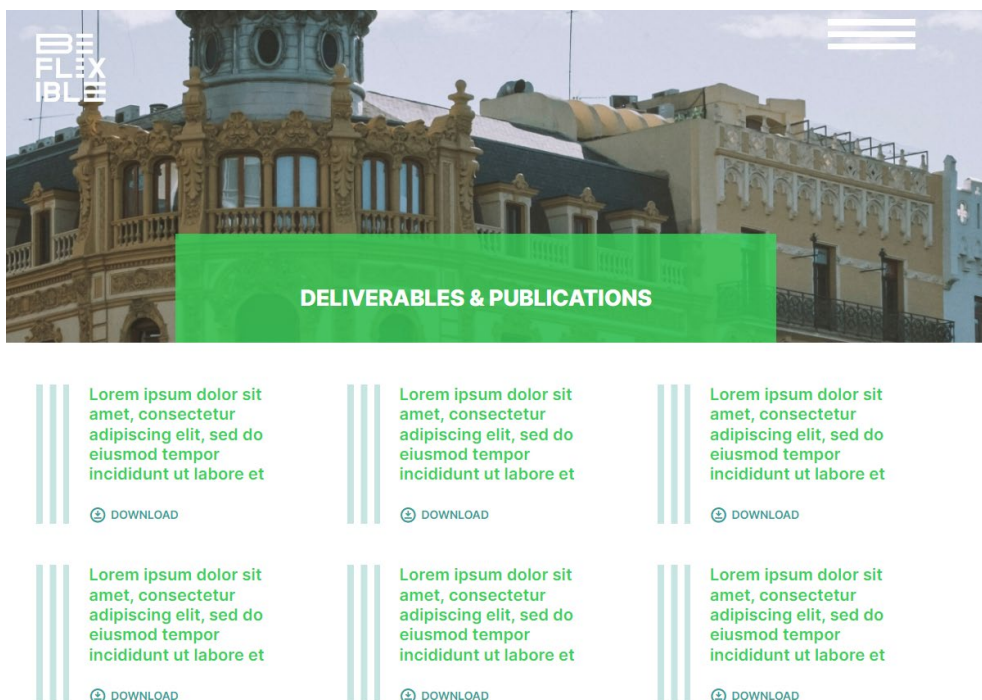 BE
FLEX
IBLE
DELIVERABLES & PUBLICATIONS
Lorem ipsum dolor sit
amet, consectetur
adipiscing elit, sed do
eiusmod tempor
incididunt ut labore et
DOWNLOAD
Lorem ipsum dolor sit
amet, consectetur
adipiscing elit, sed do
eiusmod tempor
incididunt ut labore et
DOWNLOAD
Lorem ipsum dolor sit
amet, consectetur
adipiscing elit, sed do
eiusmod tempor
incididunt ut labore et
DOWNLOAD
Lorem ipsum dolor sit
amet, consectetur
adipiscing elit, sed do
eiusmod tempor
incididunt ut labore et
DOWNLOAD
Lorem ipsum dolor sit
amet, consectetur
adipiscing elit, sed do
eiusmod tempor
incididunt ut labore et
DOWNLOAD
Lorem ipsum dolor sit
amet, consectetur
adipiscing elit, sed do
eiusmod tempor
incididunt ut labore et
DOWNLOAD